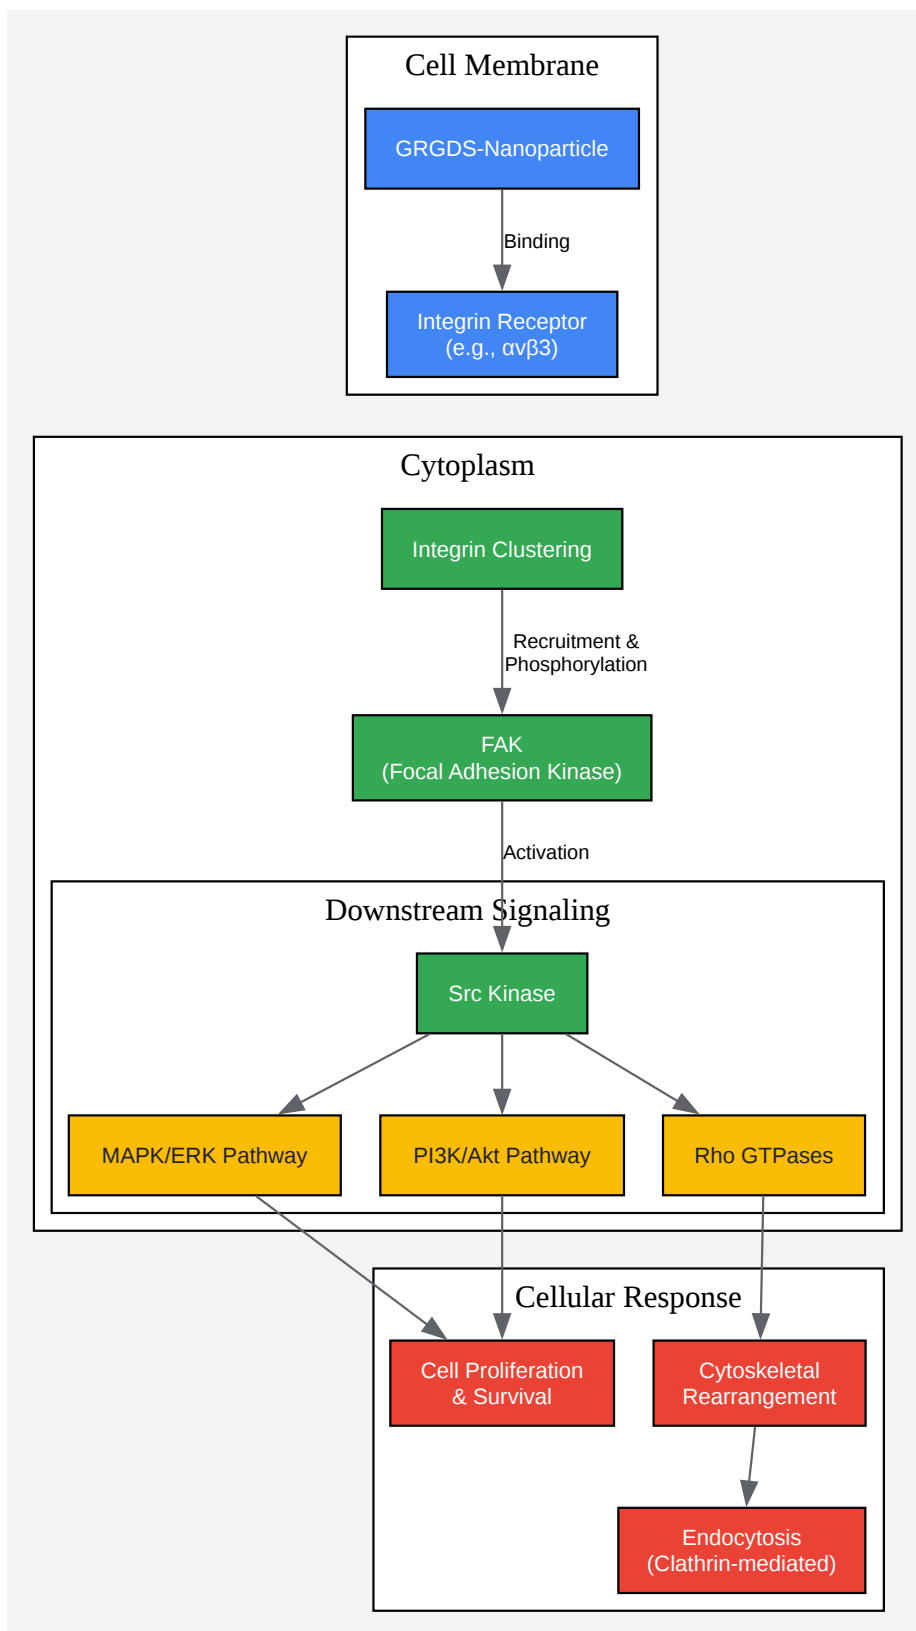 Cell Membrane
GRGDS-Nanoparticle
Binding
Integrin Receptor
(e.g., αvβ3)
Cytoplasm
Integrin Clustering
Recruitment &
Phosphorylation
FAK
(Focal Adhesion Kinase)
Activation
Downstream Signaling
Src Kinase
MAPK/ERK Pathway
PI3K/Akt Pathway
Rho GTPases
Cellular Response
Cell Proliferation
& Survival
Cytoskeletal
Rearrangement
Endocytosis
(Clathrin-mediated)